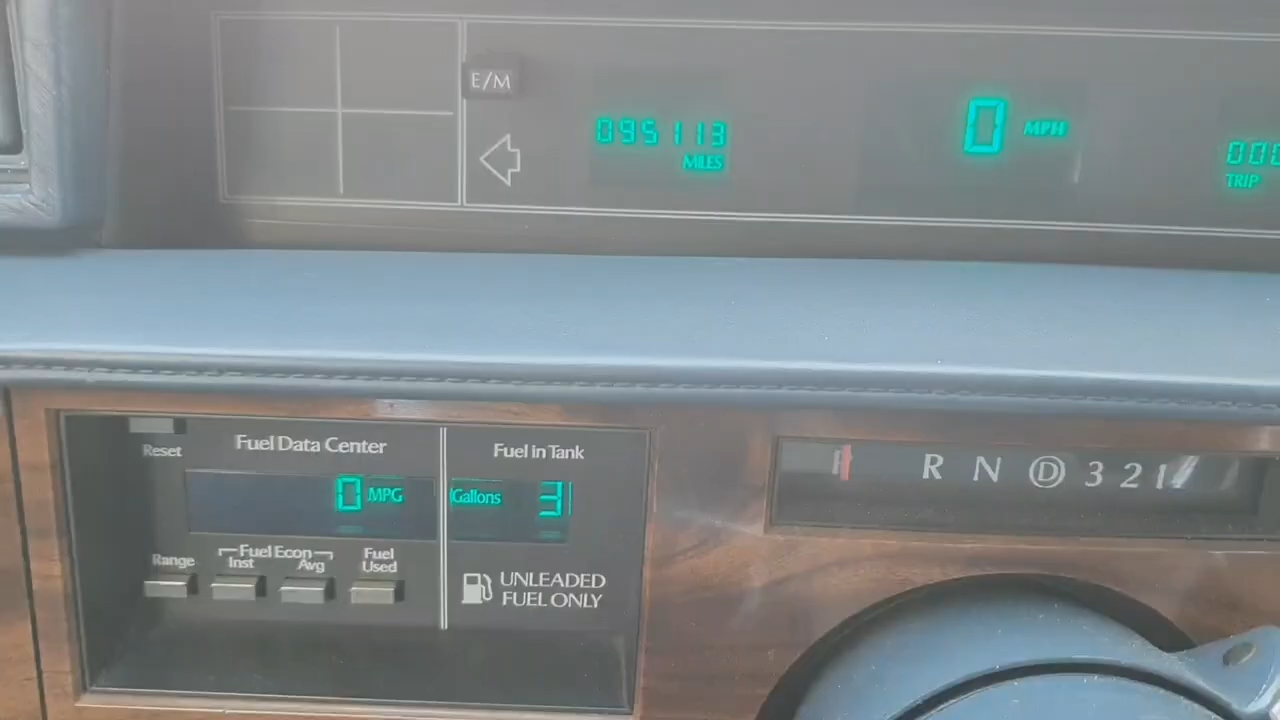 E/M
095113
MILES
0 MPH
000
TRIP
Reset
Fuel Data Center
Fuel in Tank
0 MPG
Gallons 3
Range
Fuel Econ
Inst Avg
Fuel
Used
UNLEADED
FUEL ONLY
R N D 3 2 1